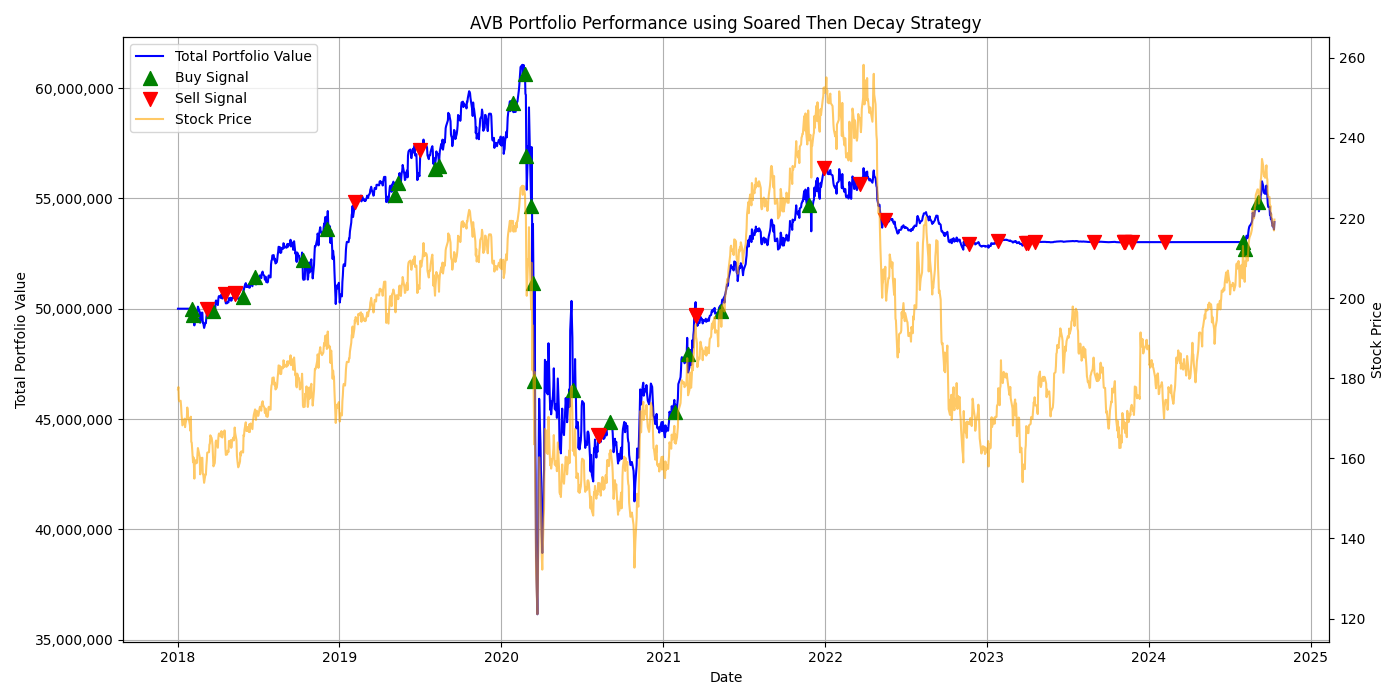 AVB Portfolio Performance using Soared Then Decay Strategy
Total Portfolio Value
Buy Signal
Sell Signal
Stock Price
60,000,000
55,000,000
50,000,000
45,000,000
40,000,000
35,000,000
Total Portfolio Value
260
240
220
200
180
160
140
120
Stock Price
2018
2019
2020
2021
2022
2023
2024
2025
Date